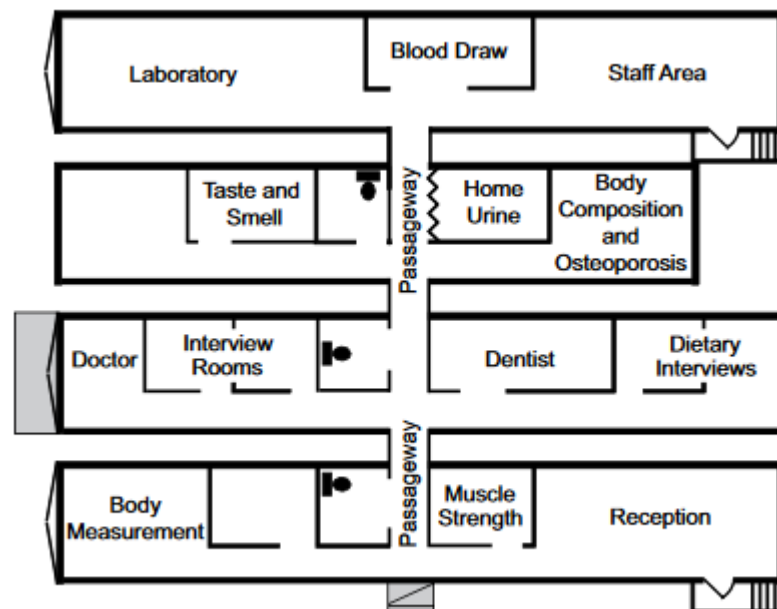 Laboratory
Blood Draw
Staff Area
Taste and
Smell
Passageway
Home
Urine
Body
Composition
and
Osteoporosis
Doctor
Interview
Rooms
Dentist
Dietary
Interviews
Body
Measurement
Passageway
Muscle
Strength
Reception